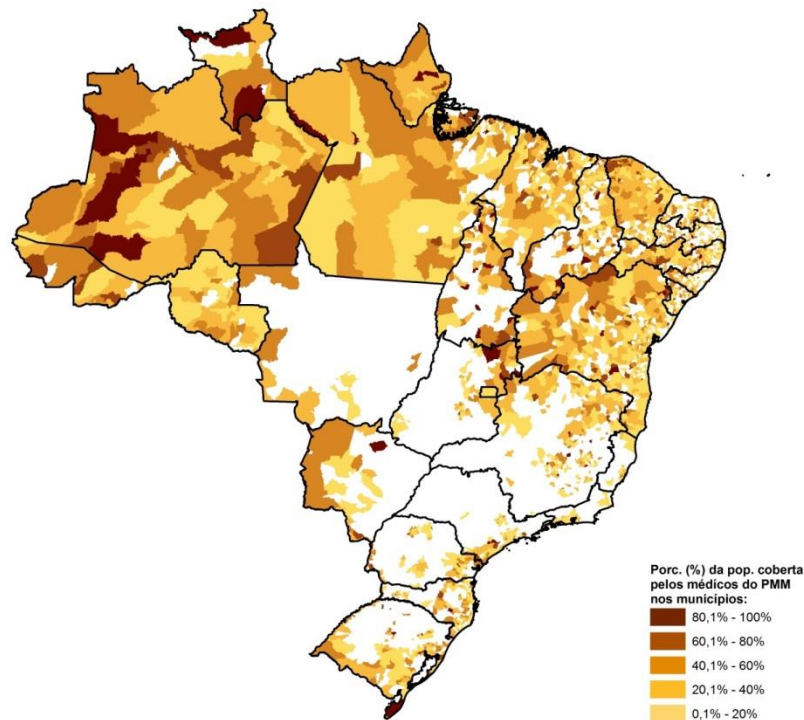 Porc. (%) da pop. coberta
pelos médicos do PMM
nos municípios:
80,1% - 100%
60,1% - 80%
40,1% - 60%
20,1% - 40%
0,1% - 20%